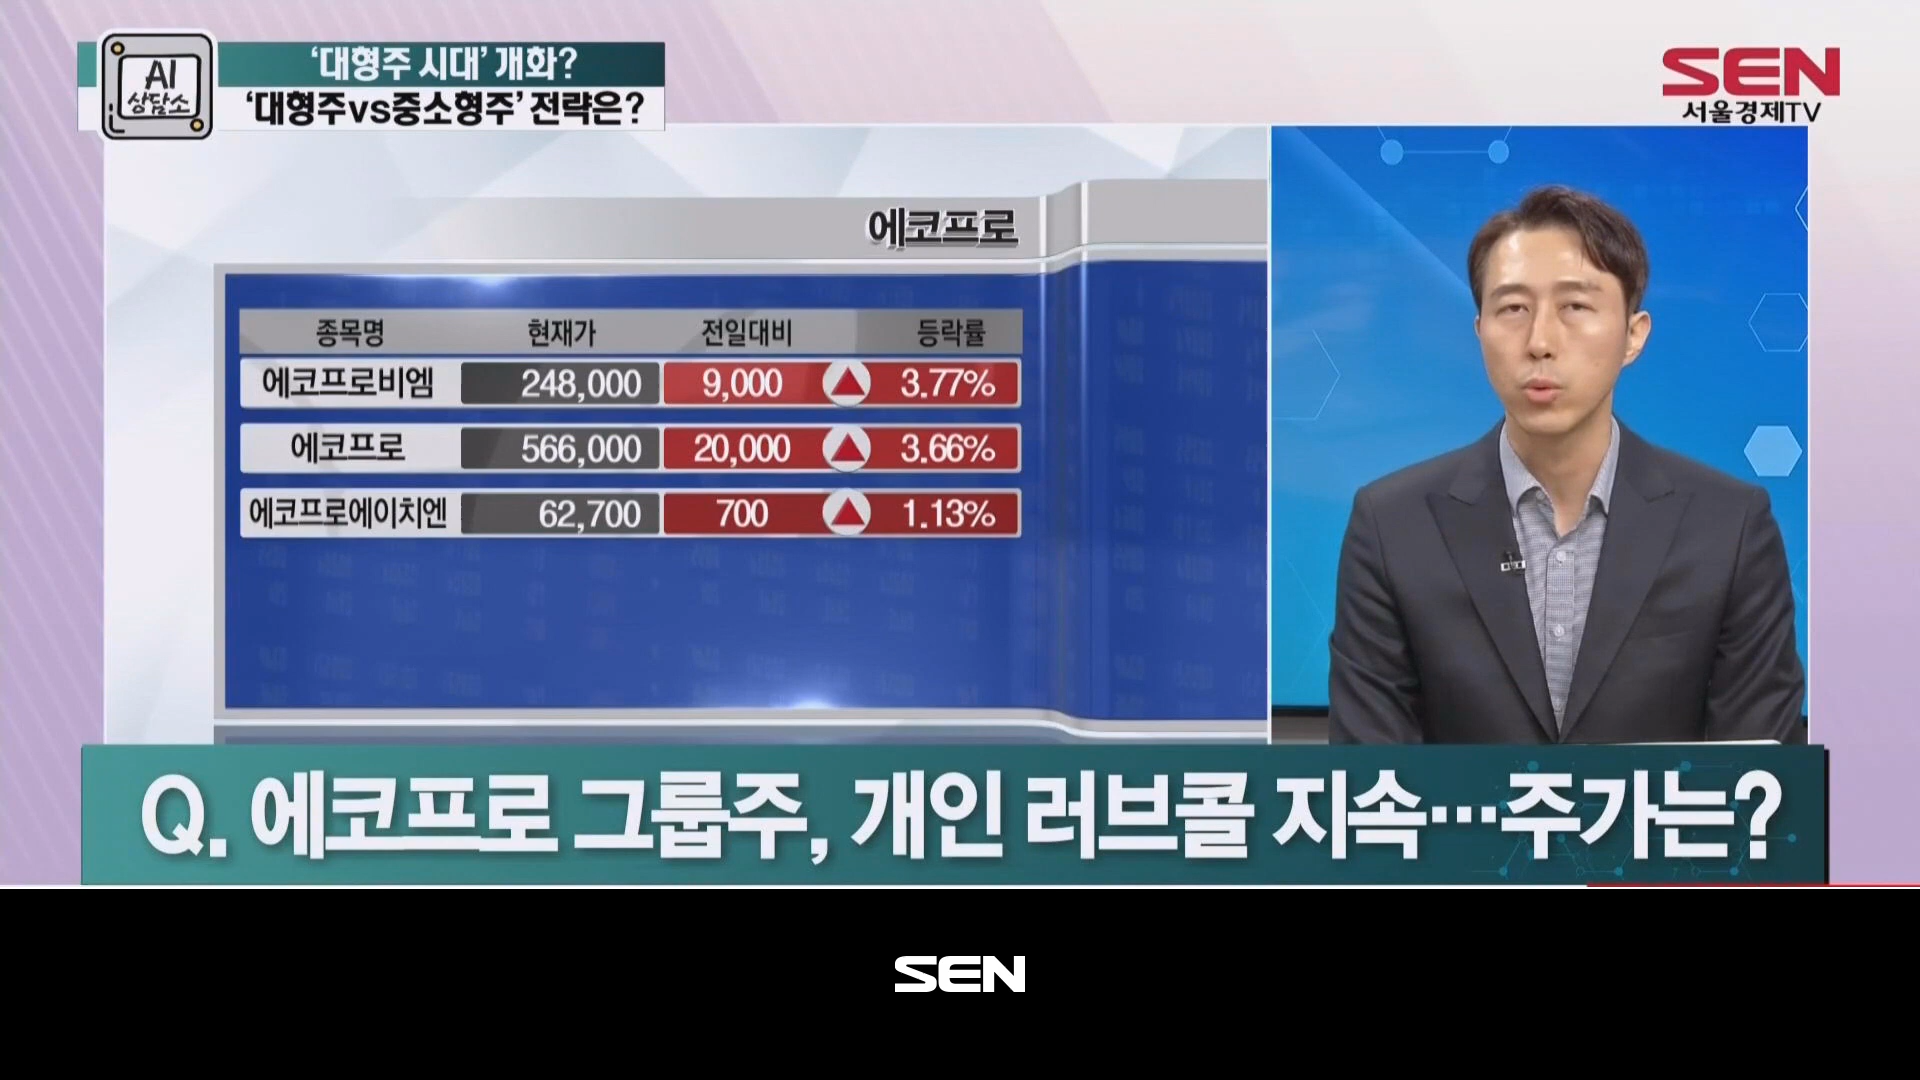 AI
상담소
‘대형주 시대’ 개화?
‘대형주vs중소형주’ 전략은?
SEN
서울경제TV
에코프로
종목명 현재가 전일대비 등락률
에코프로비엠 248,000 9,000 ▲ 3.77%
에코프로 566,000 20,000 ▲ 3.66%
에코프로에이치엔 62,700 700 ▲ 1.13%
Q. 에코프로 그룹주, 개인 러브콜 지속…주가는?
SEN